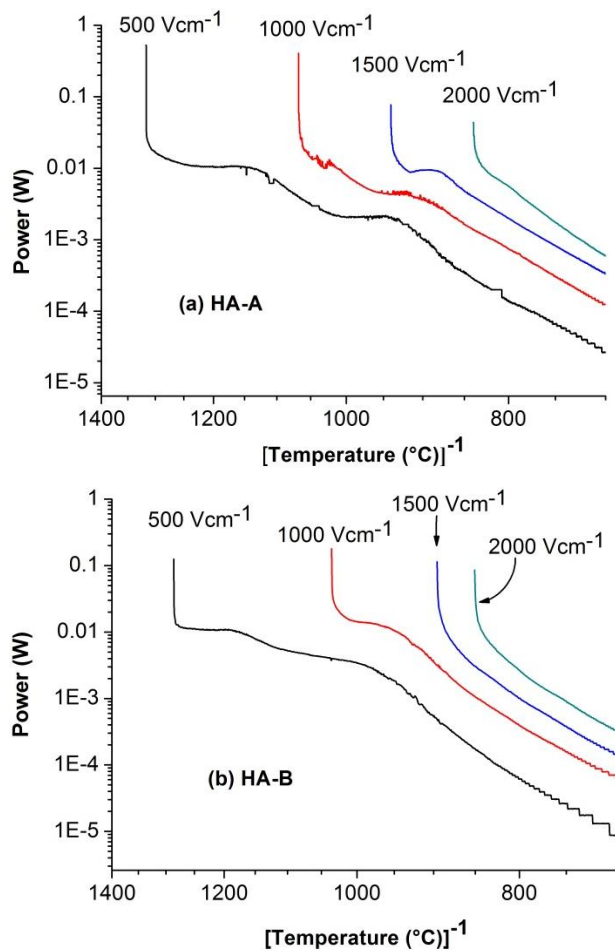 500 Vcm⁻¹
1000 Vcm⁻¹
1500 Vcm⁻¹
2000 Vcm⁻¹
1
0.1
0.01
1E-3
1E-4
1E-5
Power (W)
(a) HA-A
1400
1200
1000
800
[Temperature (°C)]⁻¹
500 Vcm⁻¹
1000 Vcm⁻¹
1500 Vcm⁻¹
2000 Vcm⁻¹
1
0.1
0.01
1E-3
1E-4
1E-5
Power (W)
(b) HA-B
1400
1200
1000
800
[Temperature (°C)]⁻¹